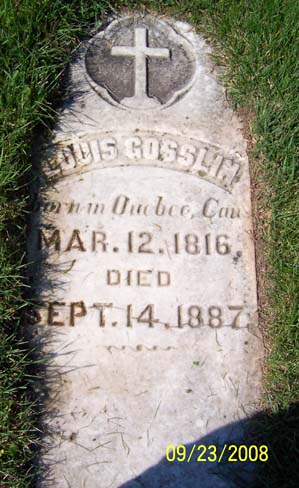 LOUIS GOSSLIN
born in Quebec, Can
MAR. 12. 1816.
DIED
SEPT. 14. 1887
09/23/2008